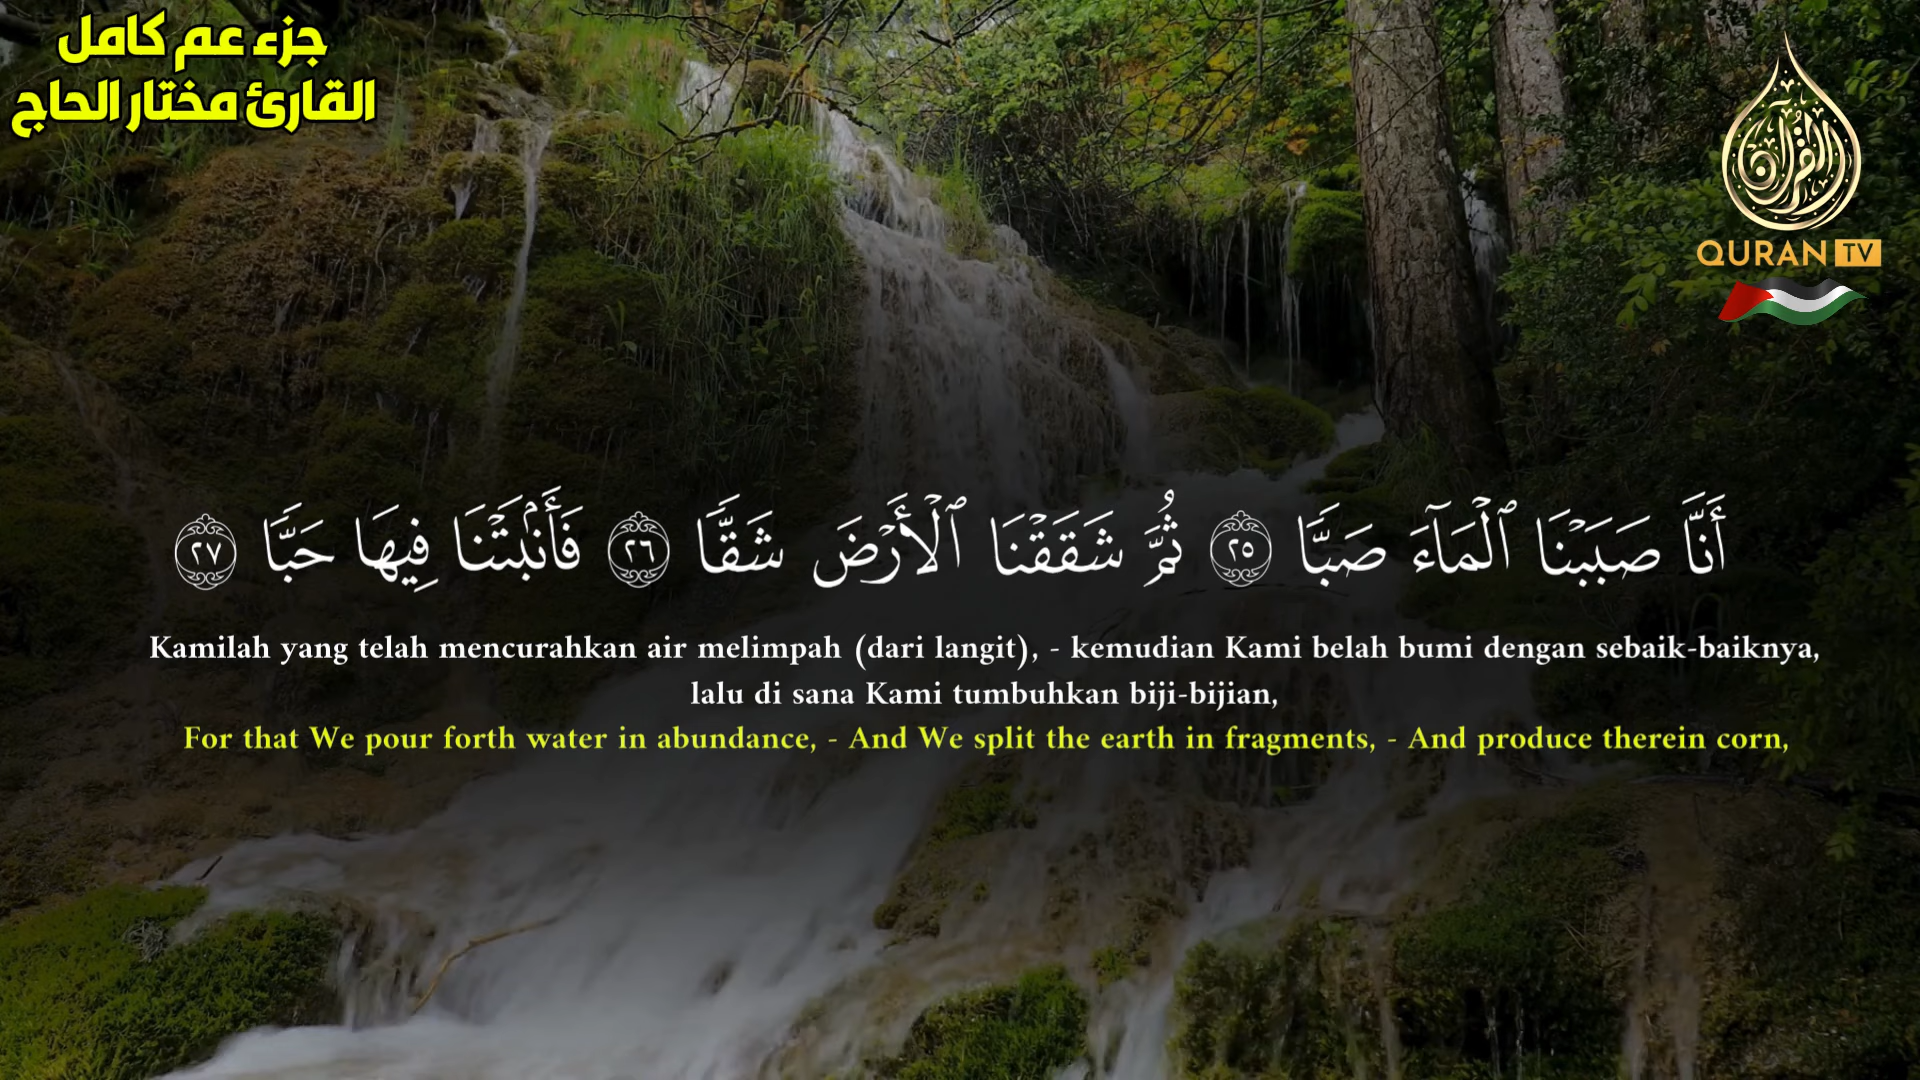 جزء عم كامل
القارئ مختار الحاج
القرآن
QURAN TV
أَنَّا صَبَبْنَا ٱلْمَآءَ صَبًّا ٢٥ ثُمَّ شَقَقْنَا ٱلْأَرْضَ شَقًّا ٢٦ فَأَنۢبَتْنَا فِيهَا حَبًّا ٢٧
Kamilah yang telah mencurahkan air melimpah (dari langit), - kemudian Kami belah bumi dengan sebaik-baiknya,
lalu di sana Kami tumbuhkan biji-bijian,
For that We pour forth water in abundance, - And We split the earth in fragments, - And produce therein corn,